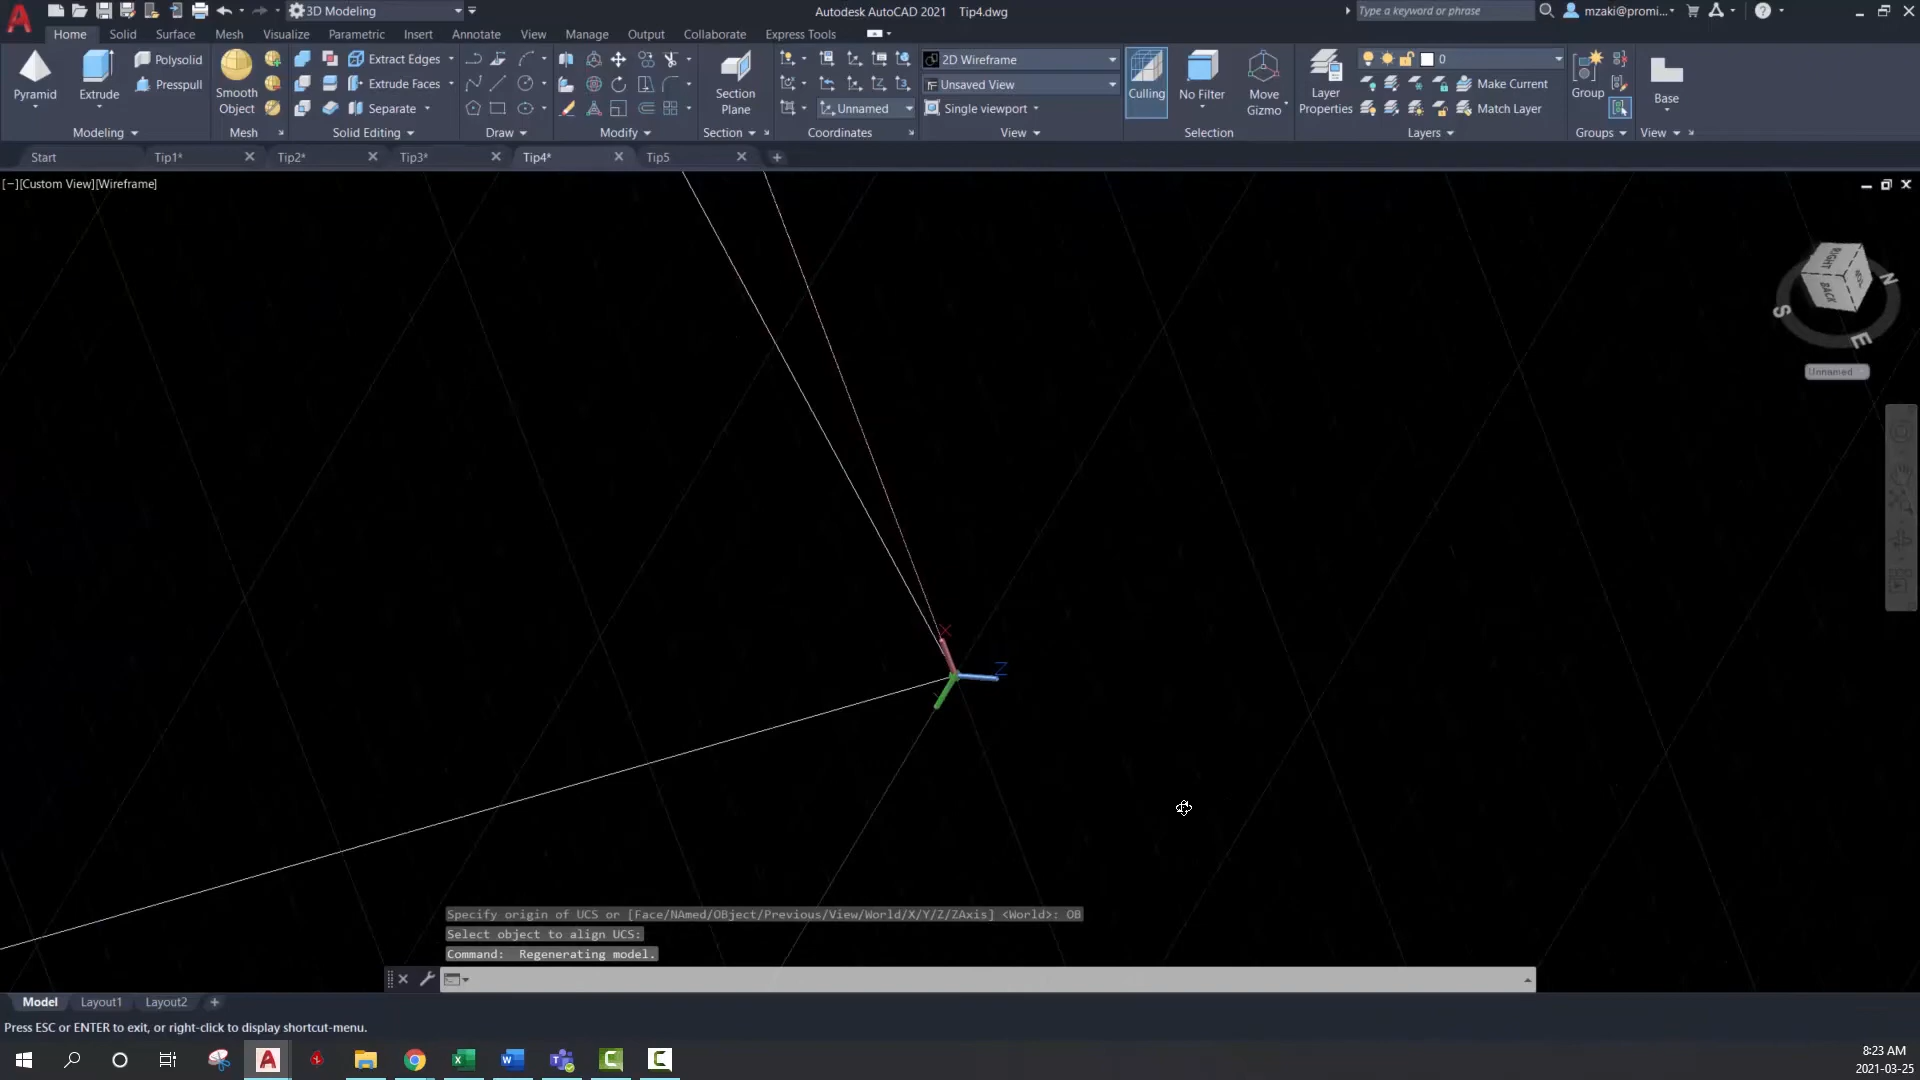 3D Modeling
Autodesk AutoCAD 2021 Tip4.dwg
Type a keyword or phrase
mzaki@promi...
Home Solid Surface Mesh Visualize Parametric Insert Annotate View Manage Output Collaborate Express Tools
Polysolid
Presspull
Pyramid
Extrude
Smooth
Object
Extract Edges
Extrude Faces
Separate
Section
Plane
Unnamed
2D Wireframe
Unsaved View
Single viewport
Culling
No Filter
Move
Gizmo
Layer
Properties
0
Make Current
Match Layer
Group
Base
Modeling Mesh Solid Editing Draw Modify Section Coordinates View Selection Layers Groups View
Start Tip1* Tip2* Tip3* Tip4* Tip5
[−][Custom View][Wireframe]
RIGHT
BACK
N
S
E
Unnamed
X
Z
Specify origin of UCS or [Face/NAmed/OBject/Previous/View/World/X/Y/Z/ZAxis] <World>: OB
Select object to align UCS:
Command: Regenerating model.
Model Layout1 Layout2
Press ESC or ENTER to exit, or right-click to display shortcut-menu.
8:23 AM
2021-03-25